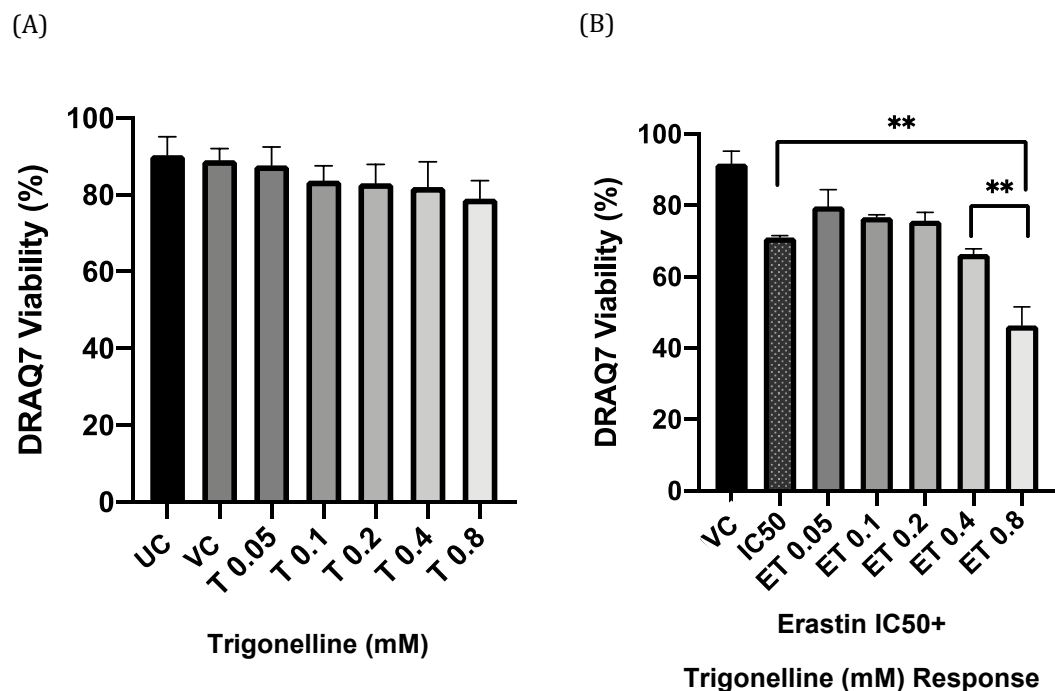 (A)
DRAQ7 Viability (%)
100
80
60
40
20
0
UC
VC
T 0.05
T 0.1
T 0.2
T 0.4
T 0.8
Trigonelline (mM)
(B)
DRAQ7 Viability (%)
100
80
60
40
20
0
**
**
VC
IC50
ET 0.05
ET 0.1
ET 0.2
ET 0.4
ET 0.8
Erastin IC50+
Trigonelline (mM) Response